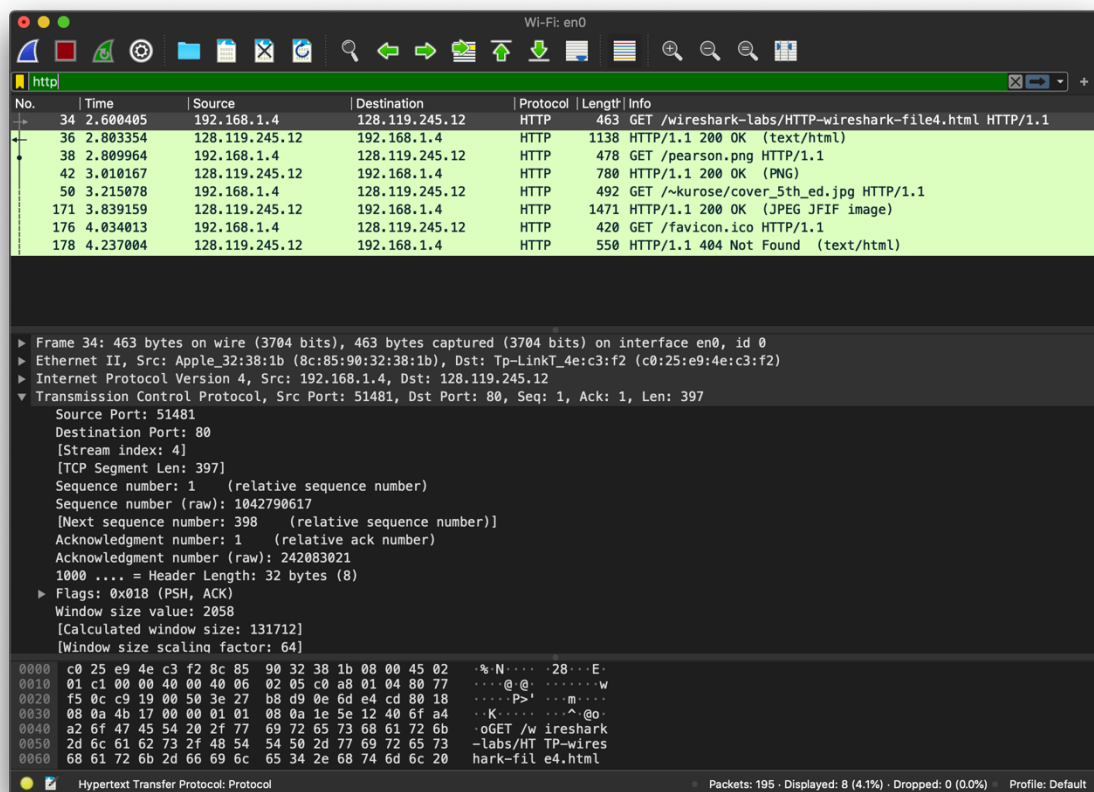 Wi-Fi: en0
http
No. Time Source Destination Protocol Length Info
34 2.600405 192.168.1.4 128.119.245.12 HTTP 463 GET /wireshark-labs/HTTP-wireshark-file4.html HTTP/1.1
36 2.803354 128.119.245.12 192.168.1.4 HTTP 1138 HTTP/1.1 200 OK (text/html)
38 2.809964 192.168.1.4 128.119.245.12 HTTP 478 GET /pearson.png HTTP/1.1
42 3.010167 128.119.245.12 192.168.1.4 HTTP 780 HTTP/1.1 200 OK (PNG)
50 3.215078 192.168.1.4 128.119.245.12 HTTP 492 GET /~kurose/cover_5th_ed.jpg HTTP/1.1
171 3.839159 128.119.245.12 192.168.1.4 HTTP 1471 HTTP/1.1 200 OK (JPEG JFIF image)
176 4.034013 192.168.1.4 128.119.245.12 HTTP 420 GET /favicon.ico HTTP/1.1
178 4.237004 128.119.245.12 192.168.1.4 HTTP 550 HTTP/1.1 404 Not Found (text/html)
Frame 34: 463 bytes on wire (3704 bits), 463 bytes captured (3704 bits) on interface en0, id 0
Ethernet II, Src: Apple_32:38:1b (8c:85:90:32:38:1b), Dst: Tp-LinkT_4e:c3:f2 (c0:25:e9:4e:c3:f2)
Internet Protocol Version 4, Src: 192.168.1.4, Dst: 128.119.245.12
Transmission Control Protocol, Src Port: 51481, Dst Port: 80, Seq: 1, Ack: 1, Len: 397
Source Port: 51481
Destination Port: 80
[Stream index: 4]
[TCP Segment Len: 397]
Sequence number: 1 (relative sequence number)
Sequence number (raw): 1042790617
[Next sequence number: 398 (relative sequence number)]
Acknowledgment number: 1 (relative ack number)
Acknowledgment number (raw): 242083021
1000 .... = Header Length: 32 bytes (8)
Flags: 0x018 (PSH, ACK)
Window size value: 2058
[Calculated window size: 131712]
[Window size scaling factor: 64]
0000 c0 25 e9 4e c3 f2 8c 85 90 32 38 1b 08 00 45 02 ·%·N···· ·28···E·
0010 01 c1 00 00 40 00 40 06 02 05 c0 a8 01 04 80 77 ····@·@· ·······w
0020 f5 0c c9 19 00 50 3e 27 b8 d9 0e 6d e4 cd 80 18 ·····P>' ···m····
0030 08 0a 4b 17 00 00 01 01 08 0a 1e 5e 12 40 6f a4 ··K····· ···^·@o·
0040 a2 6f 47 45 54 20 2f 77 69 72 65 73 68 61 72 6b ·oGET /w ireshark
0050 2d 6c 61 62 73 2f 48 54 54 50 2d 77 69 72 65 73 -labs/HT TP-wires
0060 68 61 72 6b 2d 66 69 6c 65 34 2e 68 74 6d 6c 20 hark-fil e4.html
Hypertext Transfer Protocol: Protocol Packets: 195 · Displayed: 8 (4.1%) · Dropped: 0 (0.0%) Profile: Default